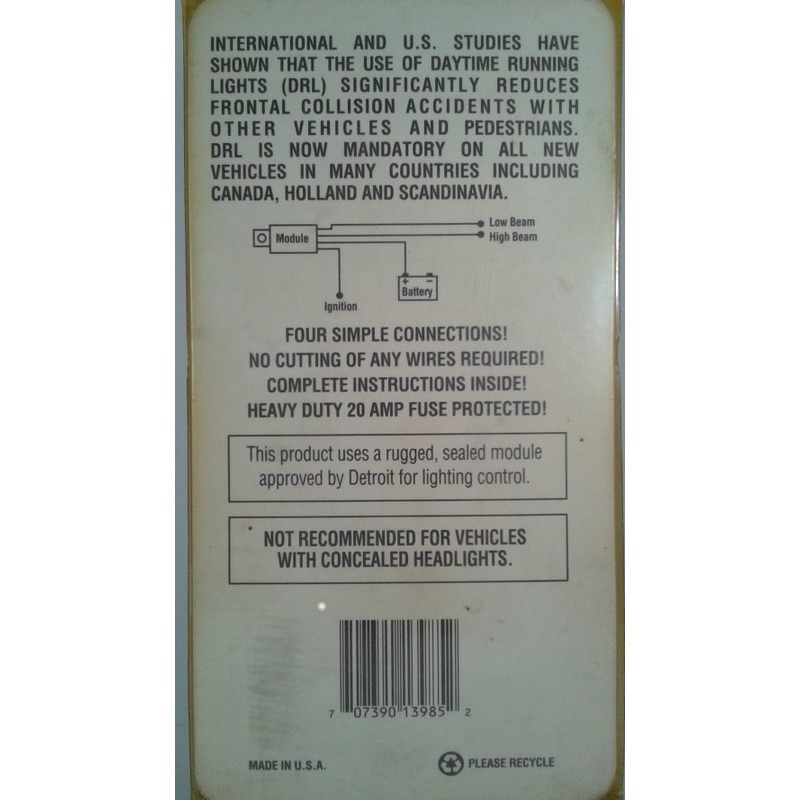 INTERNATIONAL AND U.S. STUDIES HAVE
SHOWN THAT THE USE OF DAYTIME RUNNING
LIGHTS (DRL) SIGNIFICANTLY REDUCES
FRONTAL COLLISION ACCIDENTS WITH
OTHER VEHICLES AND PEDESTRIANS.
DRL IS NOW MANDATORY ON ALL NEW
VEHICLES IN MANY COUNTRIES INCLUDING
CANADA, HOLLAND AND SCANDINAVIA.
Low Beam
Module
High Beam
+ −
Battery
Ignition
FOUR SIMPLE CONNECTIONS!
NO CUTTING OF ANY WIRES REQUIRED!
COMPLETE INSTRUCTIONS INSIDE!
HEAVY DUTY 20 AMP FUSE PROTECTED!
This product uses a rugged, sealed module
approved by Detroit for lighting control.
NOT RECOMMENDED FOR VEHICLES
WITH CONCEALED HEADLIGHTS.
7 07390 13985 2
MADE IN U.S.A.
PLEASE RECYCLE